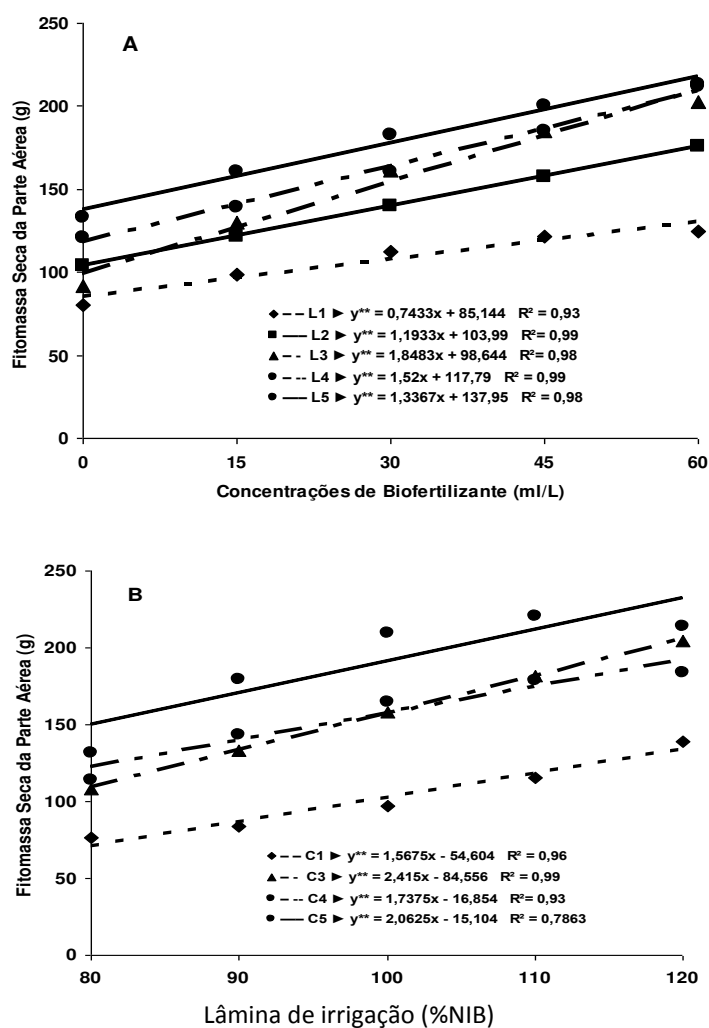 A
Fitomassa Seca da Parte Aérea (g)
250
200
150
100
50
0
L1 ► y** = 0,7433x + 85,144 R² = 0,93
L2 ► y** = 1,1933x + 103,99 R² = 0,99
L3 ► y** = 1,8483x + 98,644 R² = 0,98
L4 ► y** = 1,52x + 117,79 R² = 0,99
L5 ► y** = 1,3367x + 137,95 R² = 0,98
0 15 30 45 60
Concentrações de Biofertilizante (ml/L)
B
Fitomassa Seca da Parte Aérea (g)
250
200
150
100
50
0
C1 ► y** = 1,5675x - 54,604 R² = 0,96
C3 ► y** = 2,415x - 84,556 R² = 0,99
C4 ► y** = 1,7375x - 16,854 R² = 0,93
C5 ► y** = 2,0625x - 15,104 R² = 0,7863
80 90 100 110 120
Lâmina de irrigação (%NIB)